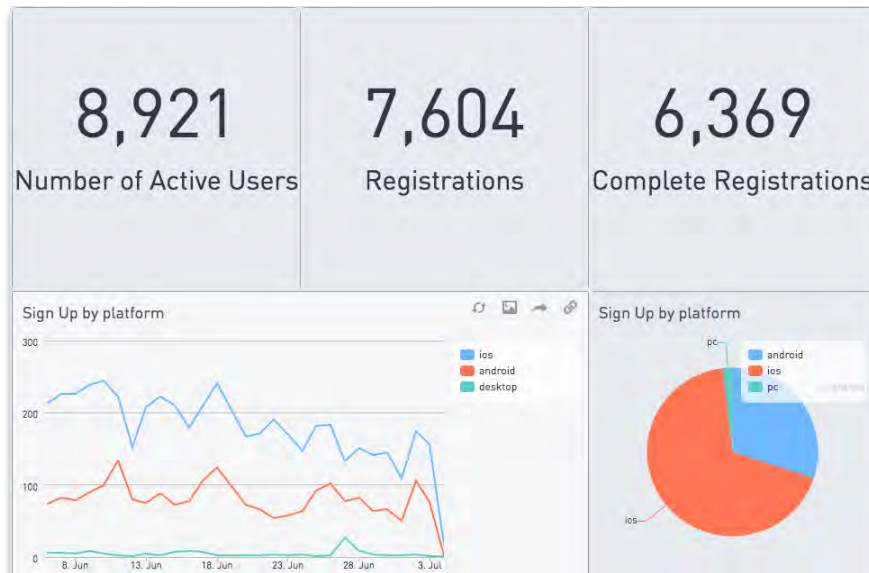 8,921
Number of Active Users
7,604
Registrations
6,369
Complete Registrations
Sign Up by platform
300
200
100
0
8. Jun
13. Jun
18. Jun
23. Jun
28. Jun
3. Jul
ios
android
desktop
Sign Up by platform
pc
android
ios
pc
ios